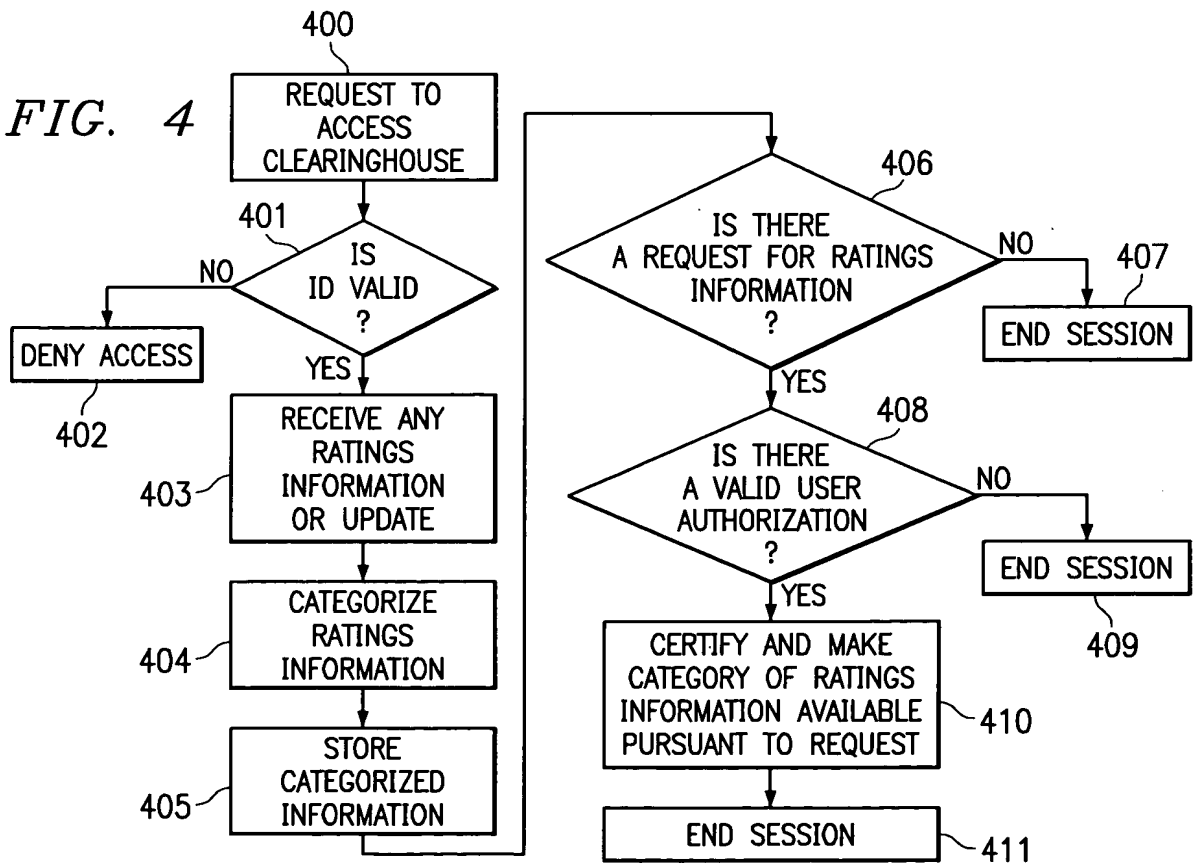 FIG. 4
400
REQUEST TO
ACCESS
CLEARINGHOUSE
401
IS
ID VALID
?
NO
DENY ACCESS
402
YES
RECEIVE ANY
RATINGS
INFORMATION
OR UPDATE
403
CATEGORIZE
RATINGS
INFORMATION
404
STORE
CATEGORIZED
INFORMATION
405
406
IS THERE
A REQUEST FOR RATINGS
INFORMATION
?
NO
407
END SESSION
YES
408
IS THERE
A VALID USER
AUTHORIZATION
?
NO
END SESSION
409
YES
CERTIFY AND MAKE
CATEGORY OF RATINGS
INFORMATION AVAILABLE
PURSUANT TO REQUEST
410
END SESSION
411